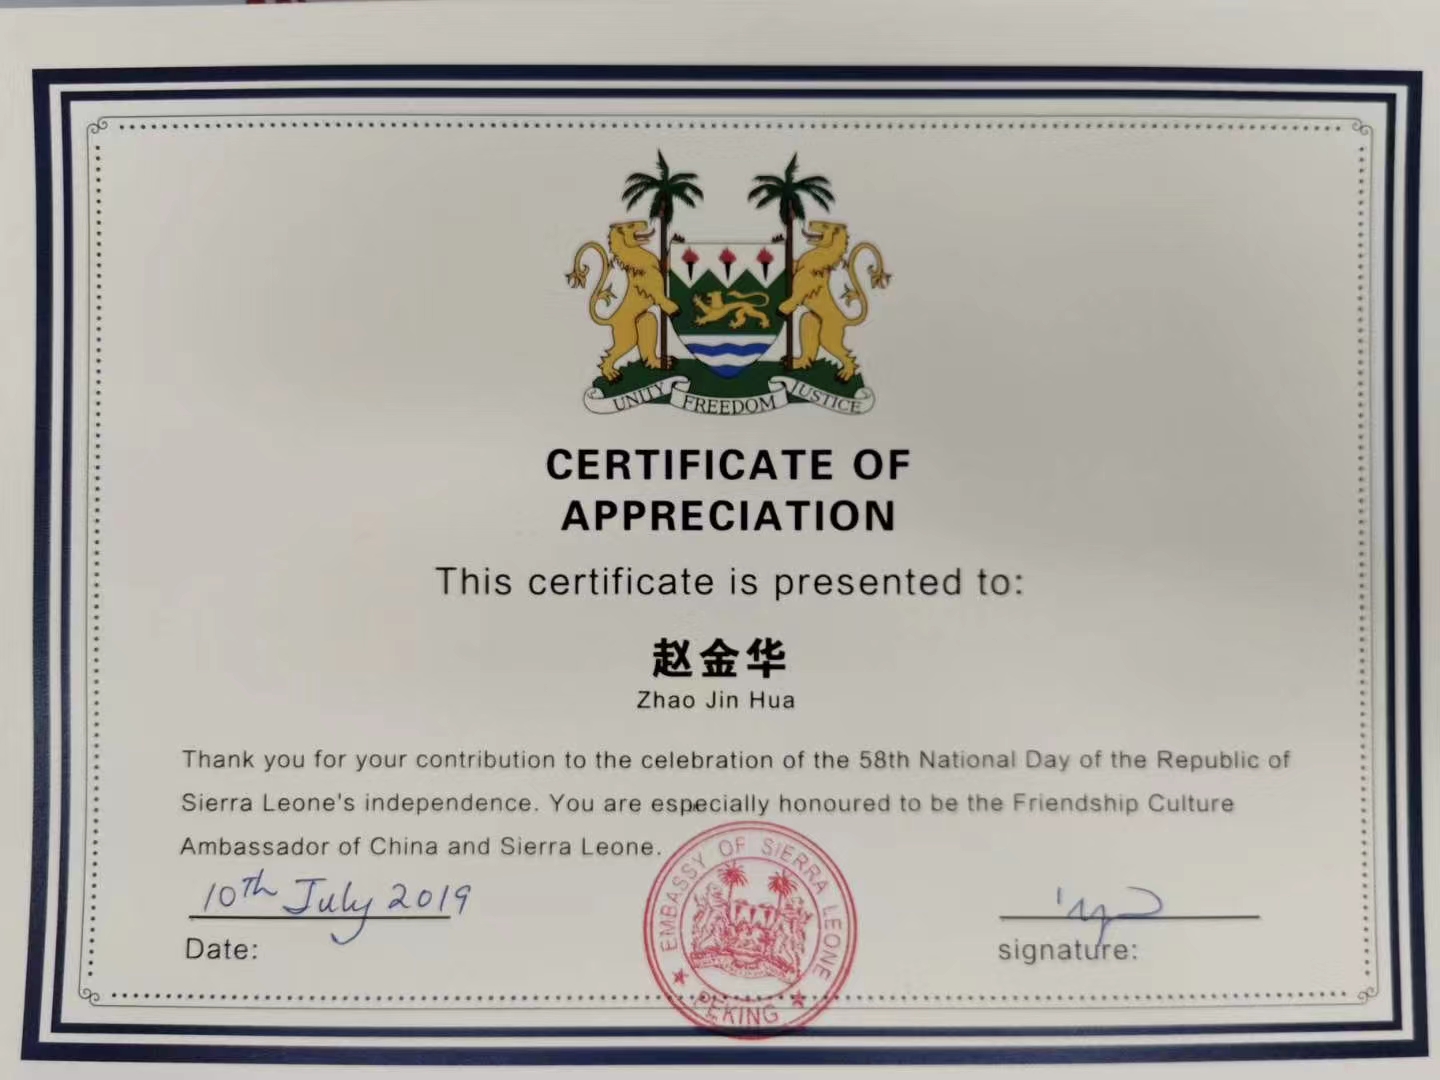 UNITY FREEDOM JUSTICE
CERTIFICATE OF
APPRECIATION
This certificate is presented to:
赵金华
Zhao Jin Hua
Thank you for your contribution to the celebration of the 58th National Day of the Republic of
Sierra Leone's independence. You are especially honoured to be the Friendship Culture
Ambassador of China and Sierra Leone.
10th July 2019
Date:
signature:
EMBASSY OF SIERRA LEONE
PEKING